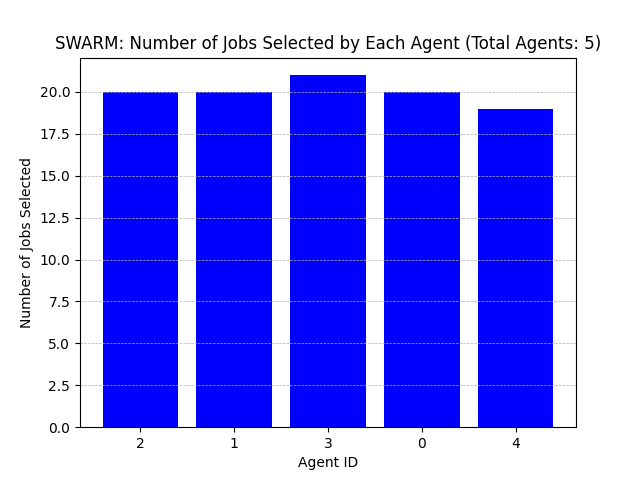 SWARM: Number of Jobs Selected by Each Agent (Total Agents: 5)
Number of Jobs Selected
20.0
17.5
15.0
12.5
10.0
7.5
5.0
2.5
0.0
2 1 3 0 4
Agent ID